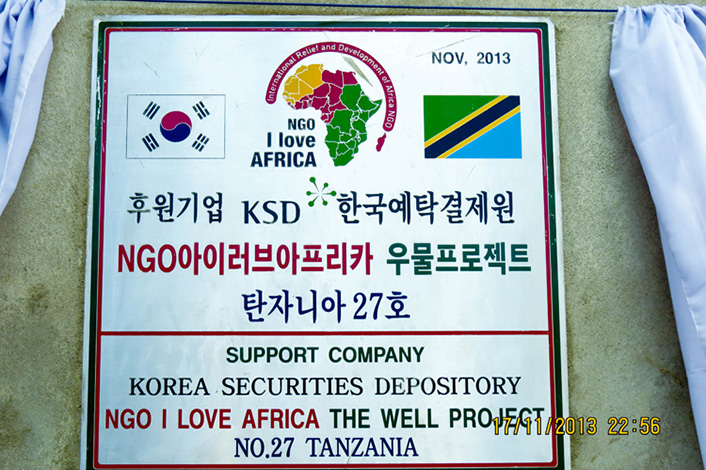 International Relief and Development of Africa NGO
NOV, 2013
NGO
I love
AFRICA
후원기업 KSD 한국예탁결제원
NGO아이러브아프리카 우물프로젝트
탄자니아 27호
SUPPORT COMPANY
KOREA SECURITIES DEPOSITORY
NGO I LOVE AFRICA THE WELL PROJECT
NO.27 TANZANIA
17/11/2013 22:56